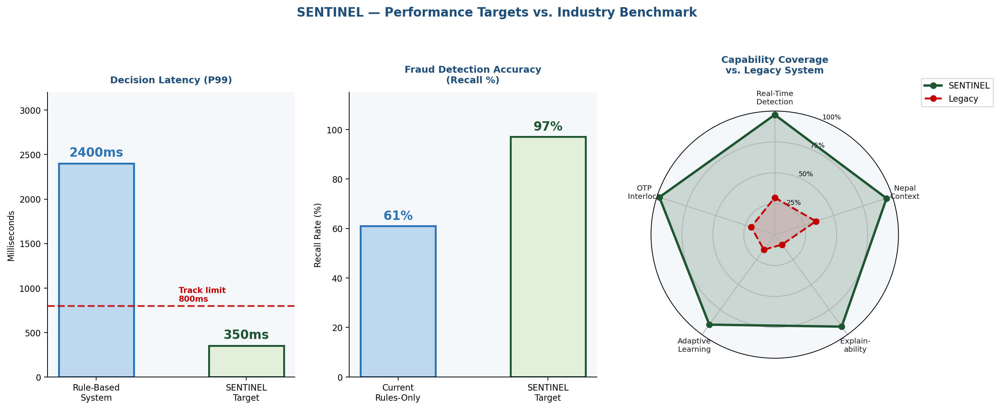 SENTINEL — Performance Targets vs. Industry Benchmark
Decision Latency (P99)
Milliseconds
3000
2500
2000
1500
1000
500
0
2400ms
Track limit
800ms
350ms
Rule-Based
System
SENTINEL
Target
Fraud Detection Accuracy
(Recall %)
Recall Rate (%)
100
80
60
40
20
0
61%
97%
Current
Rules-Only
SENTINEL
Target
Capability Coverage
vs. Legacy System
SENTINEL
Legacy
Real-Time
Detection
100%
75%
50%
25%
OTP
Interlock
Nepal
Context
Adaptive
Learning
Explain-
ability